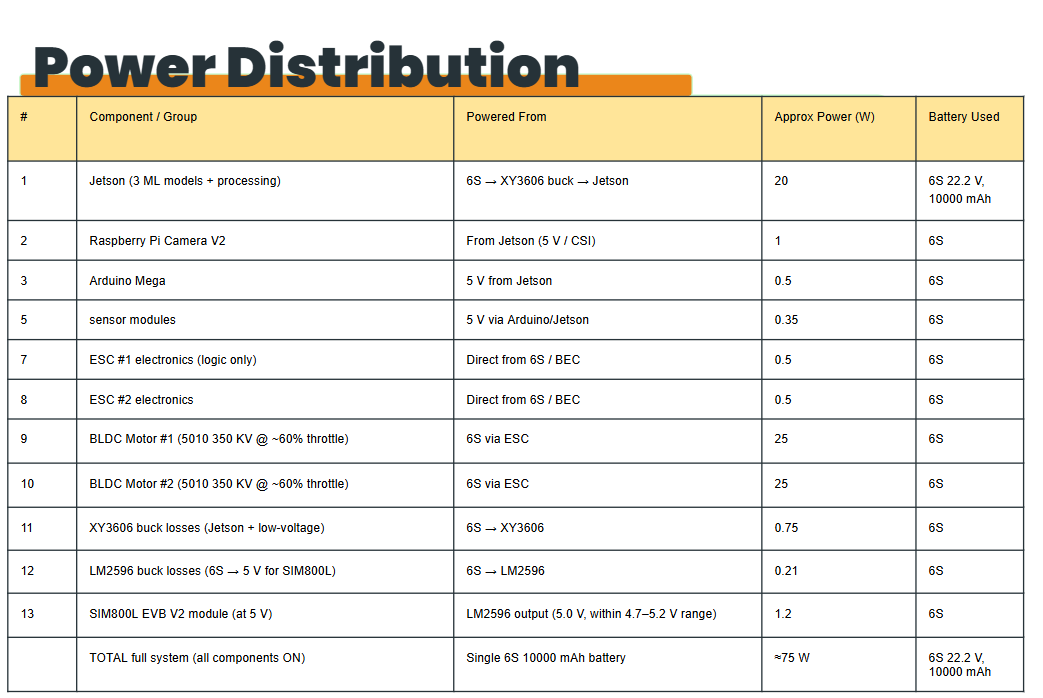 Power Distribution
# Component / Group Powered From Approx Power (W) Battery Used
1 Jetson (3 ML models + processing) 6S → XY3606 buck → Jetson 20 6S 22.2 V,
10000 mAh
2 Raspberry Pi Camera V2 From Jetson (5 V / CSI) 1 6S
3 Arduino Mega 5 V from Jetson 0.5 6S
5 sensor modules 5 V via Arduino/Jetson 0.35 6S
7 ESC #1 electronics (logic only) Direct from 6S / BEC 0.5 6S
8 ESC #2 electronics Direct from 6S / BEC 0.5 6S
9 BLDC Motor #1 (5010 350 KV @ ~60% throttle) 6S via ESC 25 6S
10 BLDC Motor #2 (5010 350 KV @ ~60% throttle) 6S via ESC 25 6S
11 XY3606 buck losses (Jetson + low-voltage) 6S → XY3606 0.75 6S
12 LM2596 buck losses (6S → 5 V for SIM800L) 6S → LM2596 0.21 6S
13 SIM800L EVB V2 module (at 5 V) LM2596 output (5.0 V, within 4.7–5.2 V range) 1.2 6S
TOTAL full system (all components ON) Single 6S 10000 mAh battery ≈75 W 6S 22.2 V,
10000 mAh